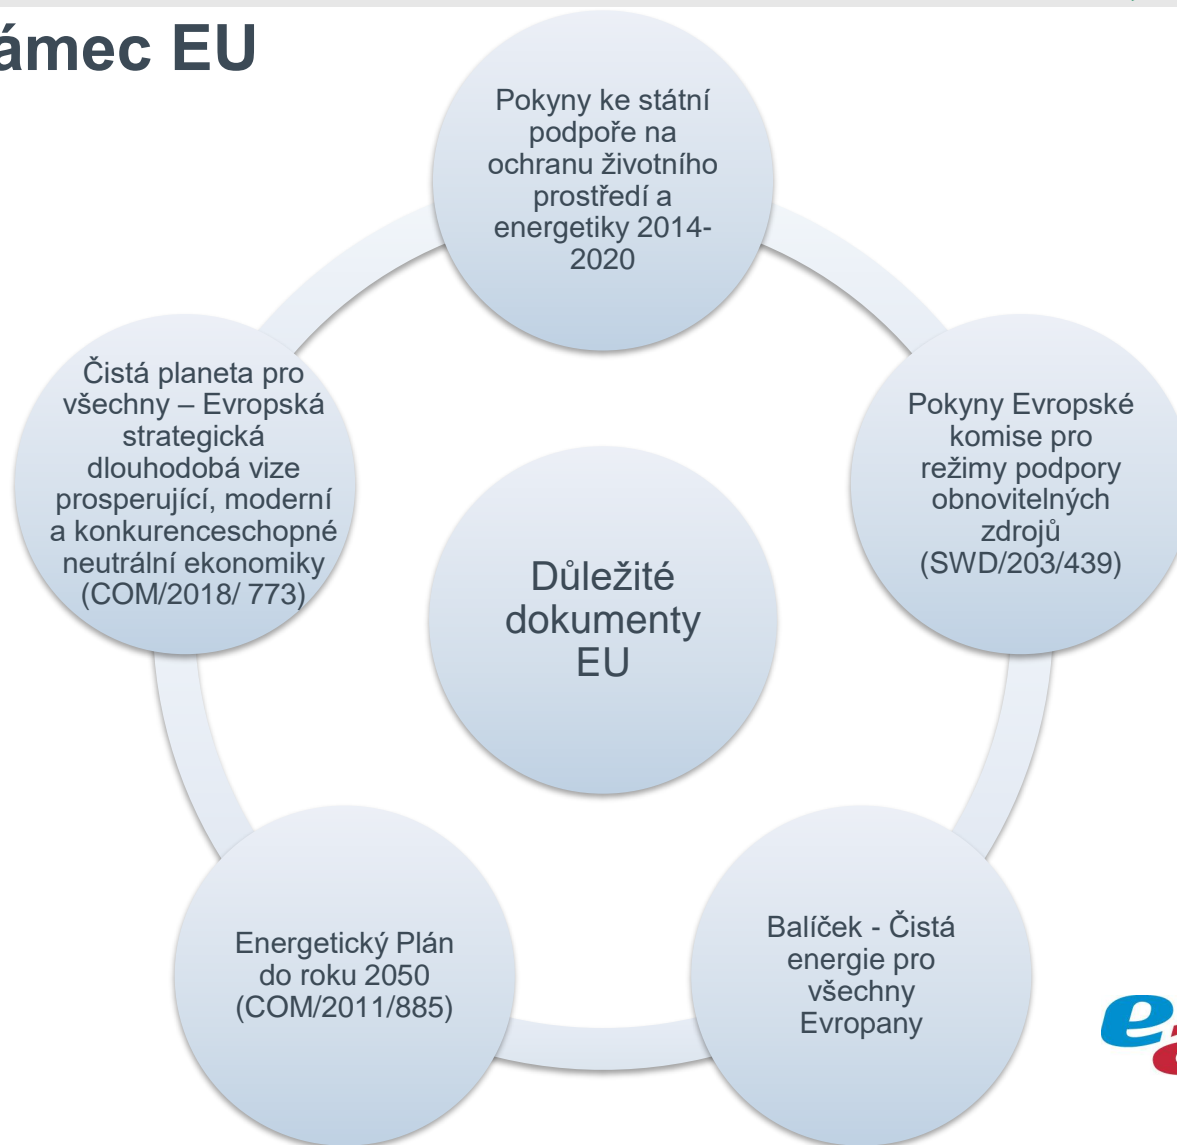 ámec EU
Pokyny ke státní
podpoře na
ochranu životního
prostředí a
energetiky 2014-
2020
Čistá planeta pro
všechny – Evropská
strategická
dlouhodobá vize
prosperující, moderní
a konkurenceschopné
neutrální ekonomiky
(COM/2018/ 773)
Pokyny Evropské
komise pro
režimy podpory
obnovitelných
zdrojů
(SWD/203/439)
Důležité
dokumenty
EU
Energetický Plán
do roku 2050
(COM/2011/885)
Balíček - Čistá
energie pro
všechny
Evropany